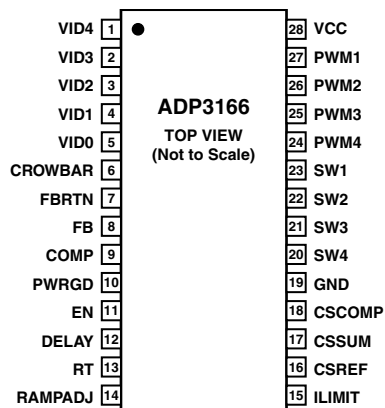 VID4 1
VID3 2
VID2 3
VID1 4
VID0 5
CROWBAR 6
FBRTN 7
FB 8
COMP 9
PWRGD 10
EN 11
DELAY 12
RT 13
RAMPADJ 14
ADP3166
TOP VIEW
(Not to Scale)
28 VCC
27 PWM1
26 PWM2
25 PWM3
24 PWM4
23 SW1
22 SW2
21 SW3
20 SW4
19 GND
18 CSCOMP
17 CSSUM
16 CSREF
15 ILIMIT